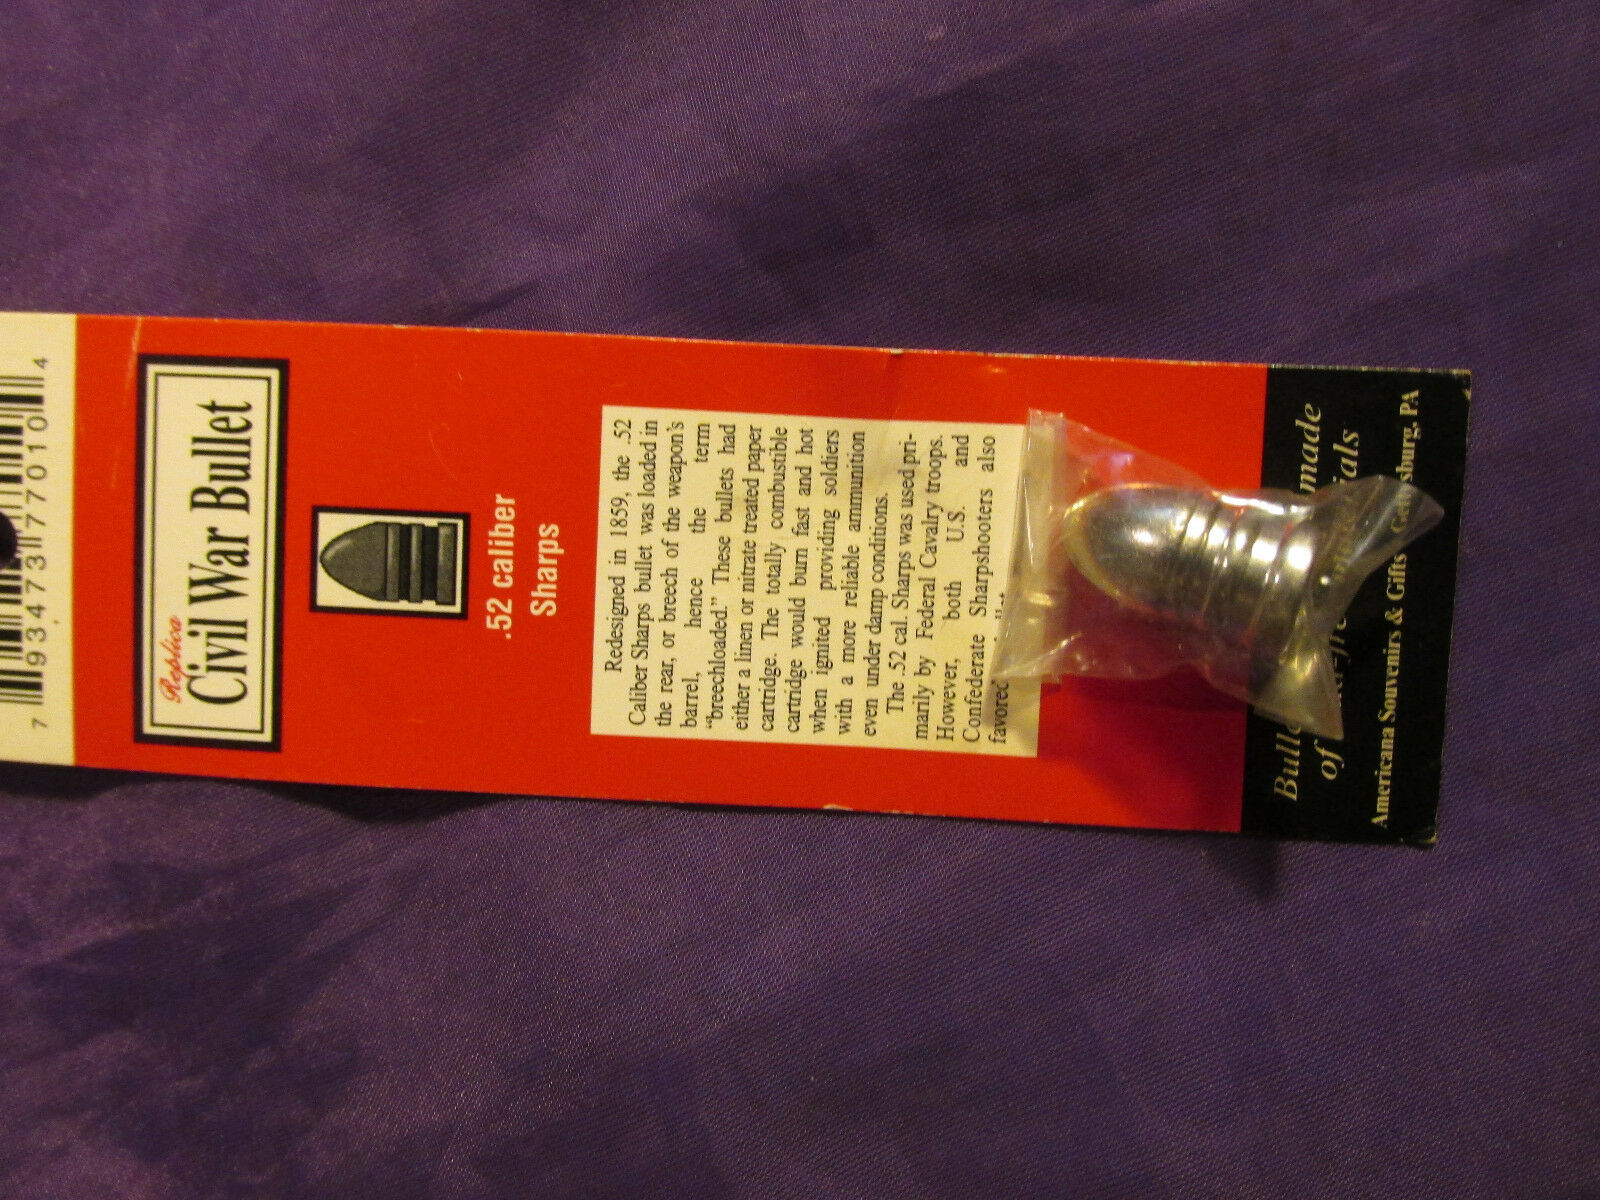 7 93473 77010 4
Replica
Civil War Bullet
.52 caliber
Sharps
Redesigned in 1859, the .52
Caliber Sharps bullet was loaded in
the rear, or breech of the weapon's
barrel, hence the term
"breechloaded." These bullets had
either a linen or nitrate treated paper
cartridge. The totally combustible
cartridge would burn fast and hot
when ignited providing soldiers
with a more reliable ammunition
even under damp conditions.
The .52 cal. Sharps was used pri-
marily by Federal Cavalry troops.
However, both U.S. and
Confederate Sharpshooters also
favored
made
of
Americana Souvenirs & Gifts Gettysburg, PA